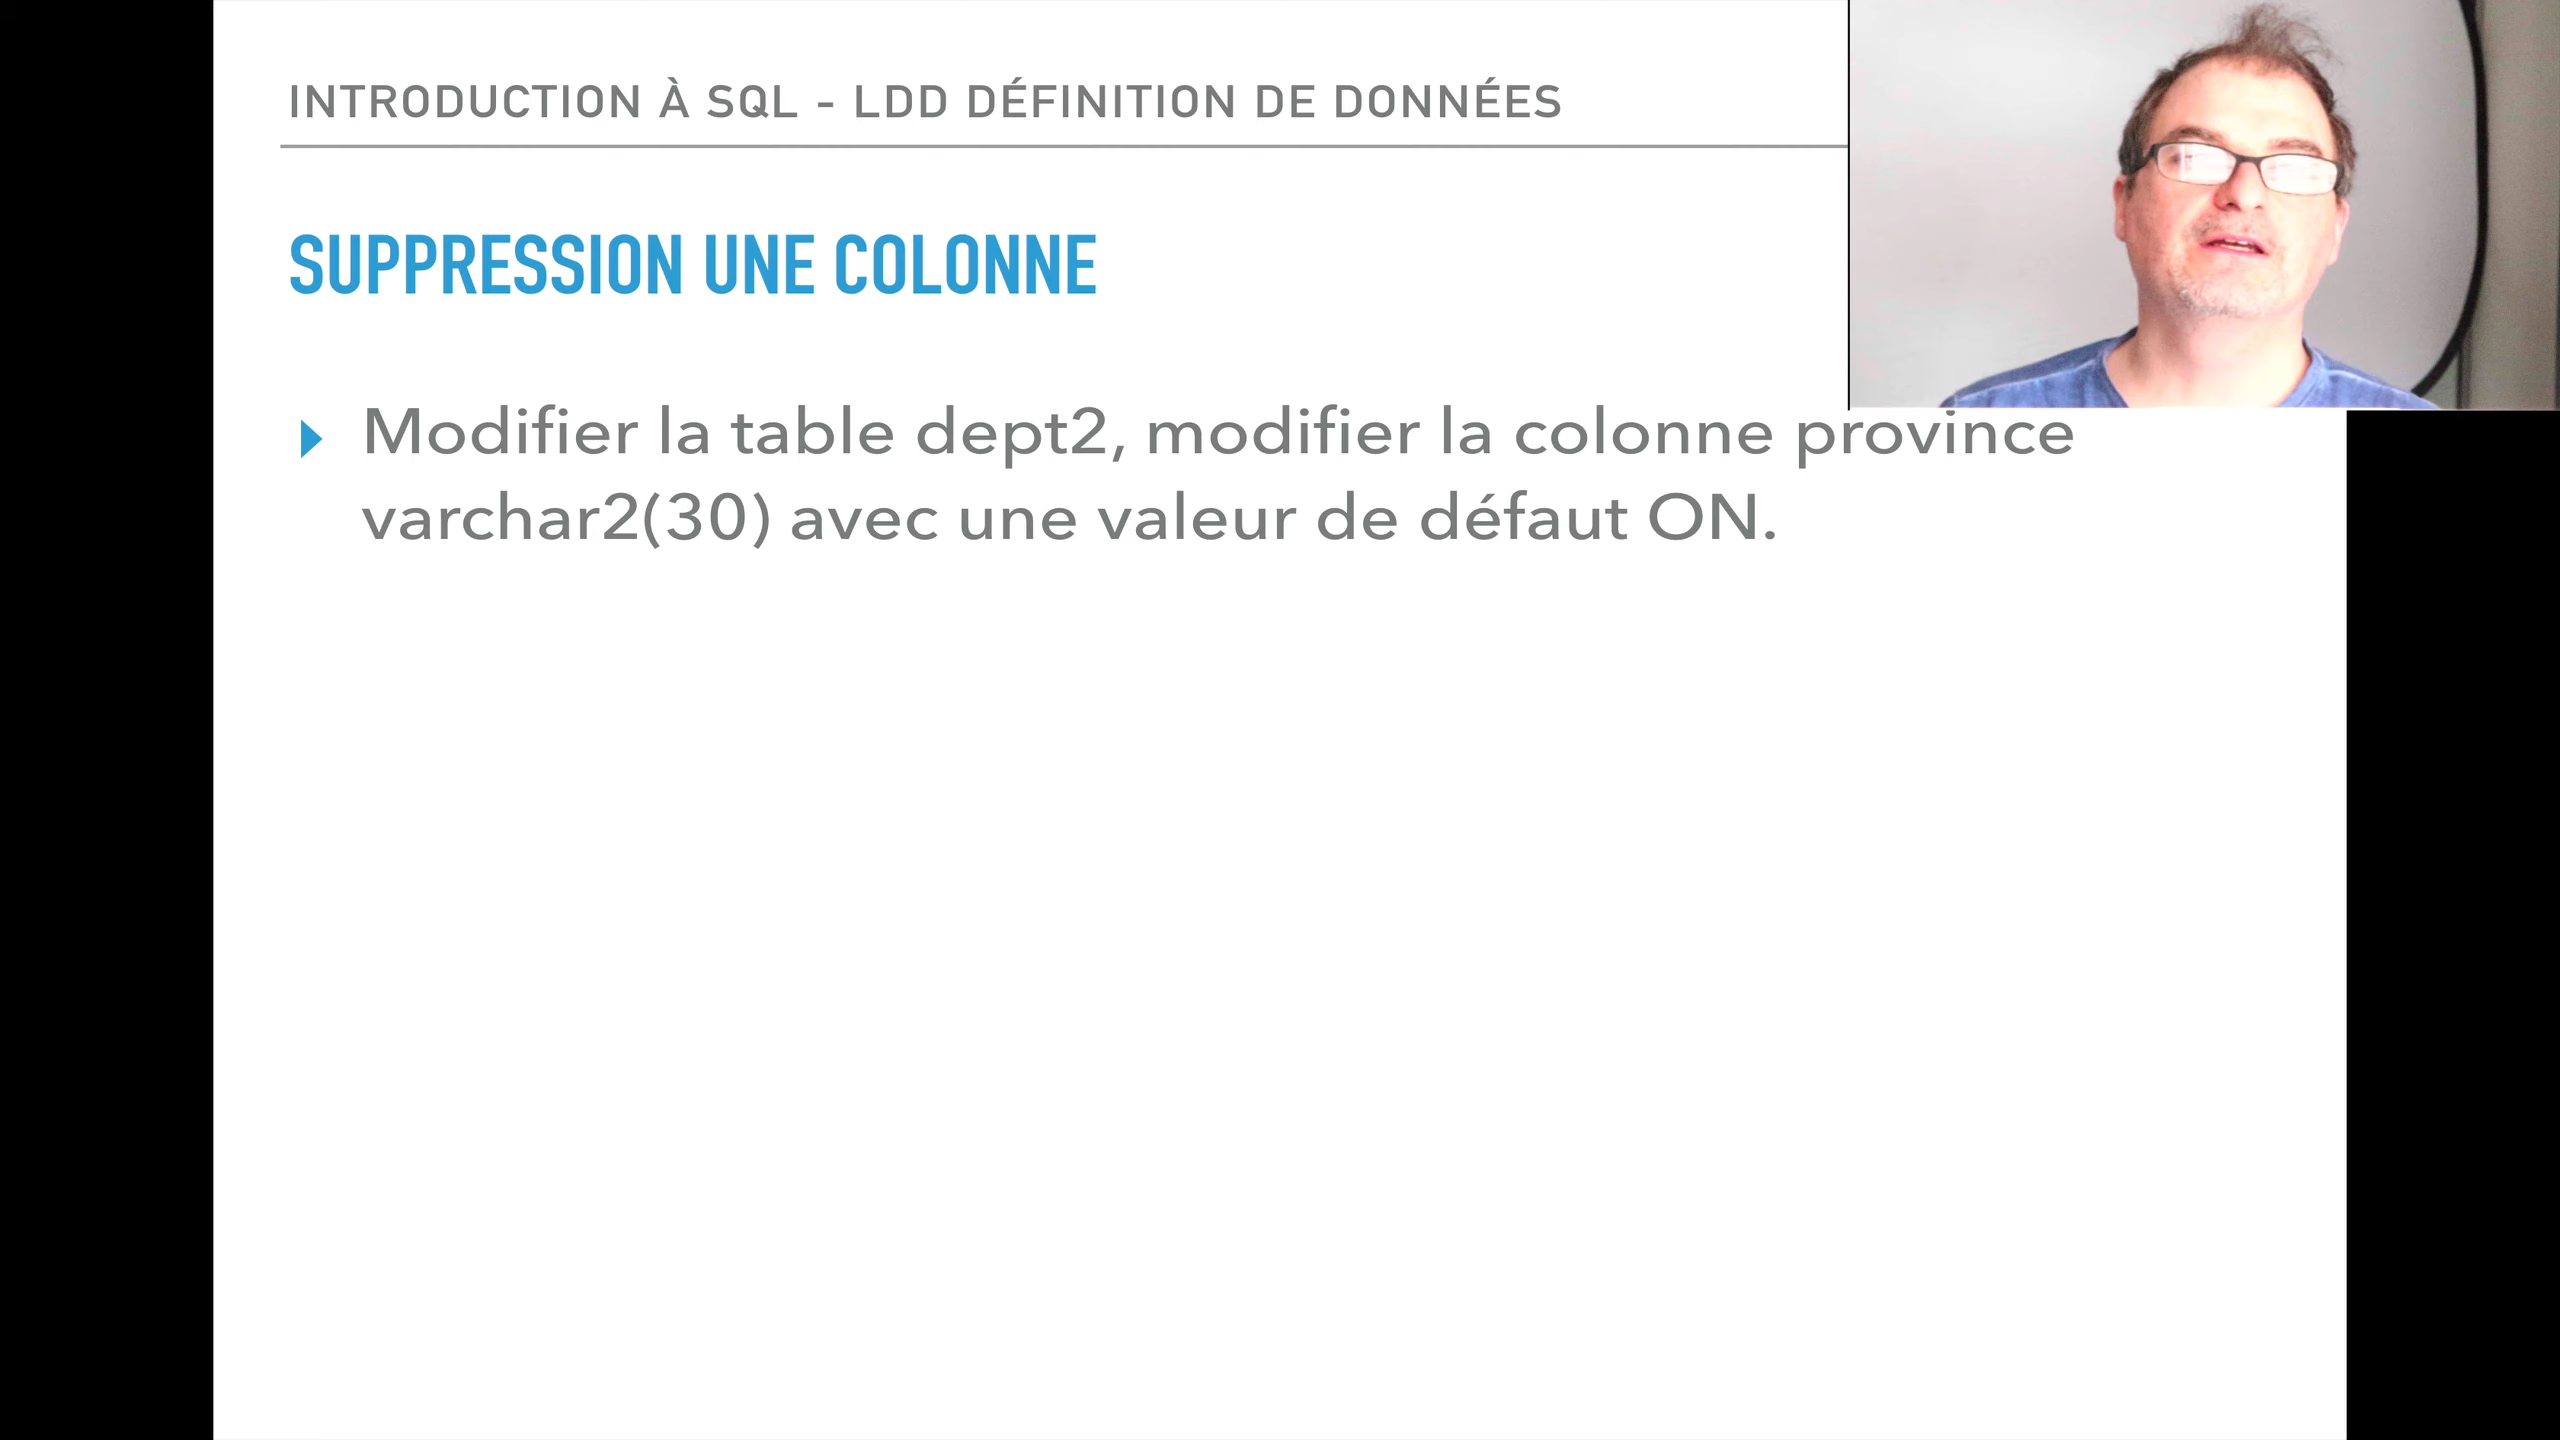 INTRODUCTION À SQL - LDD DÉFINITION DE DONNÉES
SUPPRESSION UNE COLONNE
Modifier la table dept2, modifier la colonne province
varchar2(30) avec une valeur de défaut ON.